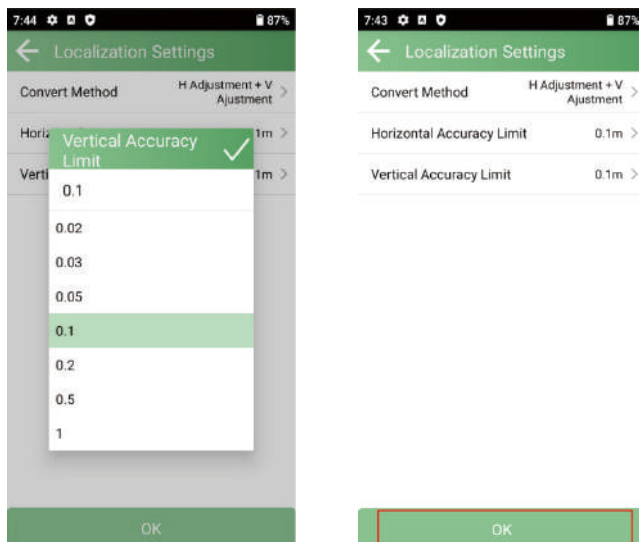 7:44 87%
Localization Settings
Convert Method
H Adjustment + V
Ajustment
Horiz 1m
Vertical Accuracy
Limit
Verti 1m
0.1
0.02
0.03
0.05
0.1
0.2
0.5
1
OK
7:43 87%
Localization Settings
Convert Method
H Adjustment + V
Ajustment
Horizontal Accuracy Limit 0.1m
Vertical Accuracy Limit 0.1m
OK